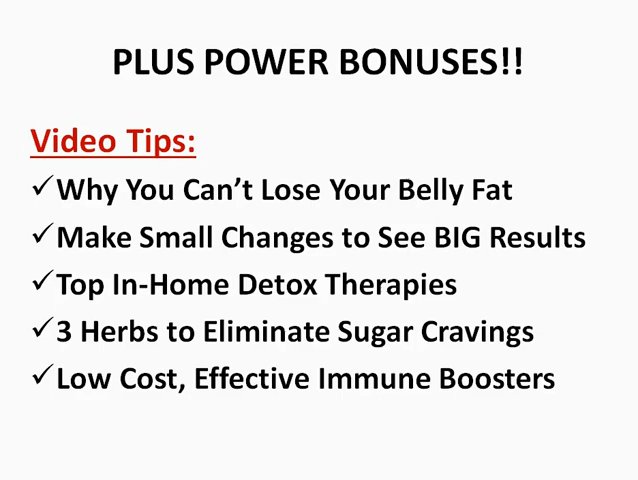 PLUS POWER BONUSES!!
Video Tips:
✓Why You Can’t Lose Your Belly Fat
✓Make Small Changes to See BIG Results
✓Top In-Home Detox Therapies
✓3 Herbs to Eliminate Sugar Cravings
✓Low Cost, Effective Immune Boosters